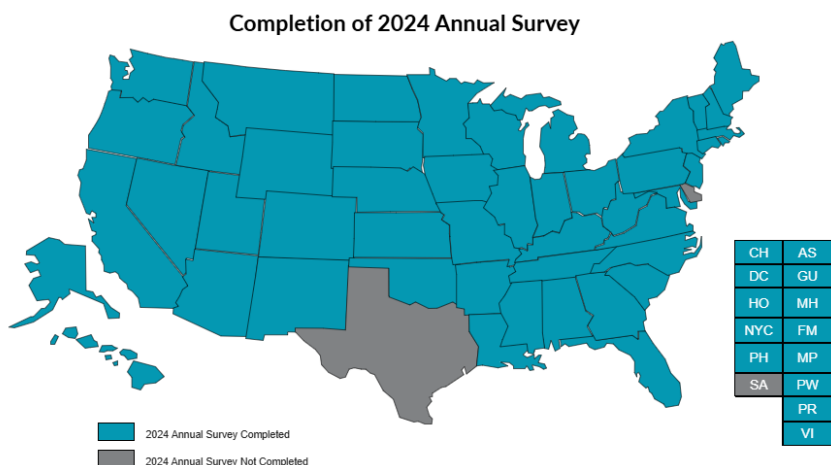 Completion of 2024 Annual Survey
CH AS
DC GU
HO MH
NYC FM
PH MP
SA PW
PR
VI
2024 Annual Survey Completed
2024 Annual Survey Not Completed